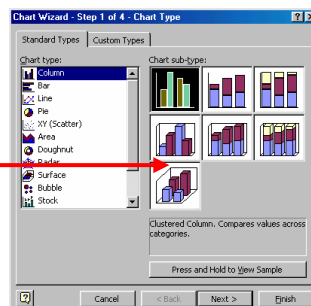 Chart Wizard - Step 1 of 4 - Chart Type
Standard Types
Custom Types
Chart type:
Column
Bar
Line
Pie
XY (Scatter)
Area
Doughnut
Radar
Surface
Bubble
Stock
Chart sub-type:
Clustered Column. Compares values across
categories.
Press and Hold to View Sample
Cancel
< Back
Next >
Finish